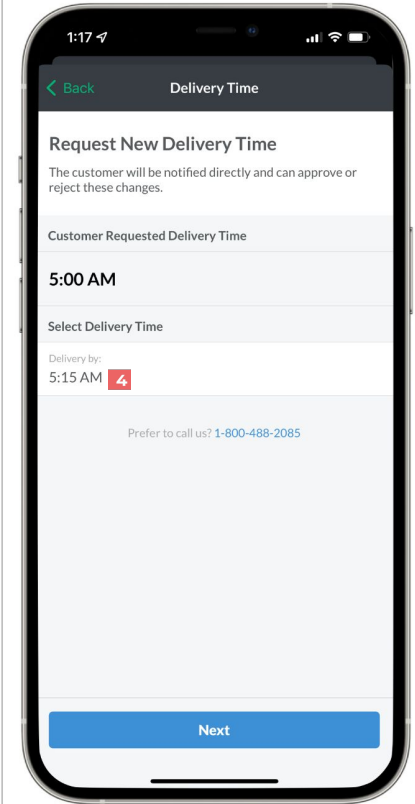 1:17
Back
Delivery Time
Request New Delivery Time
The customer will be notified directly and can approve or
reject these changes.
Customer Requested Delivery Time
5:00 AM
Select Delivery Time
Delivery by:
5:15 AM 4
Prefer to call us? 1-800-488-2085
Next